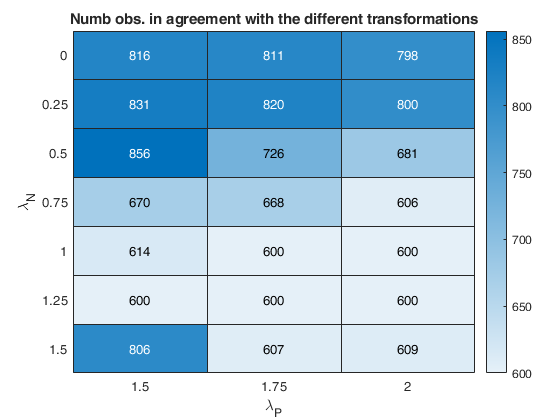 Numb obs. in agreement with the different transformations
0 816 811 798
0.25 831 820 800
0.5 856 726 681
0.75 670 668 606
1 614 600 600
1.25 600 600 600
1.5 806 607 609
1.5 1.75 2
λP
λN
850
800
750
700
650
600